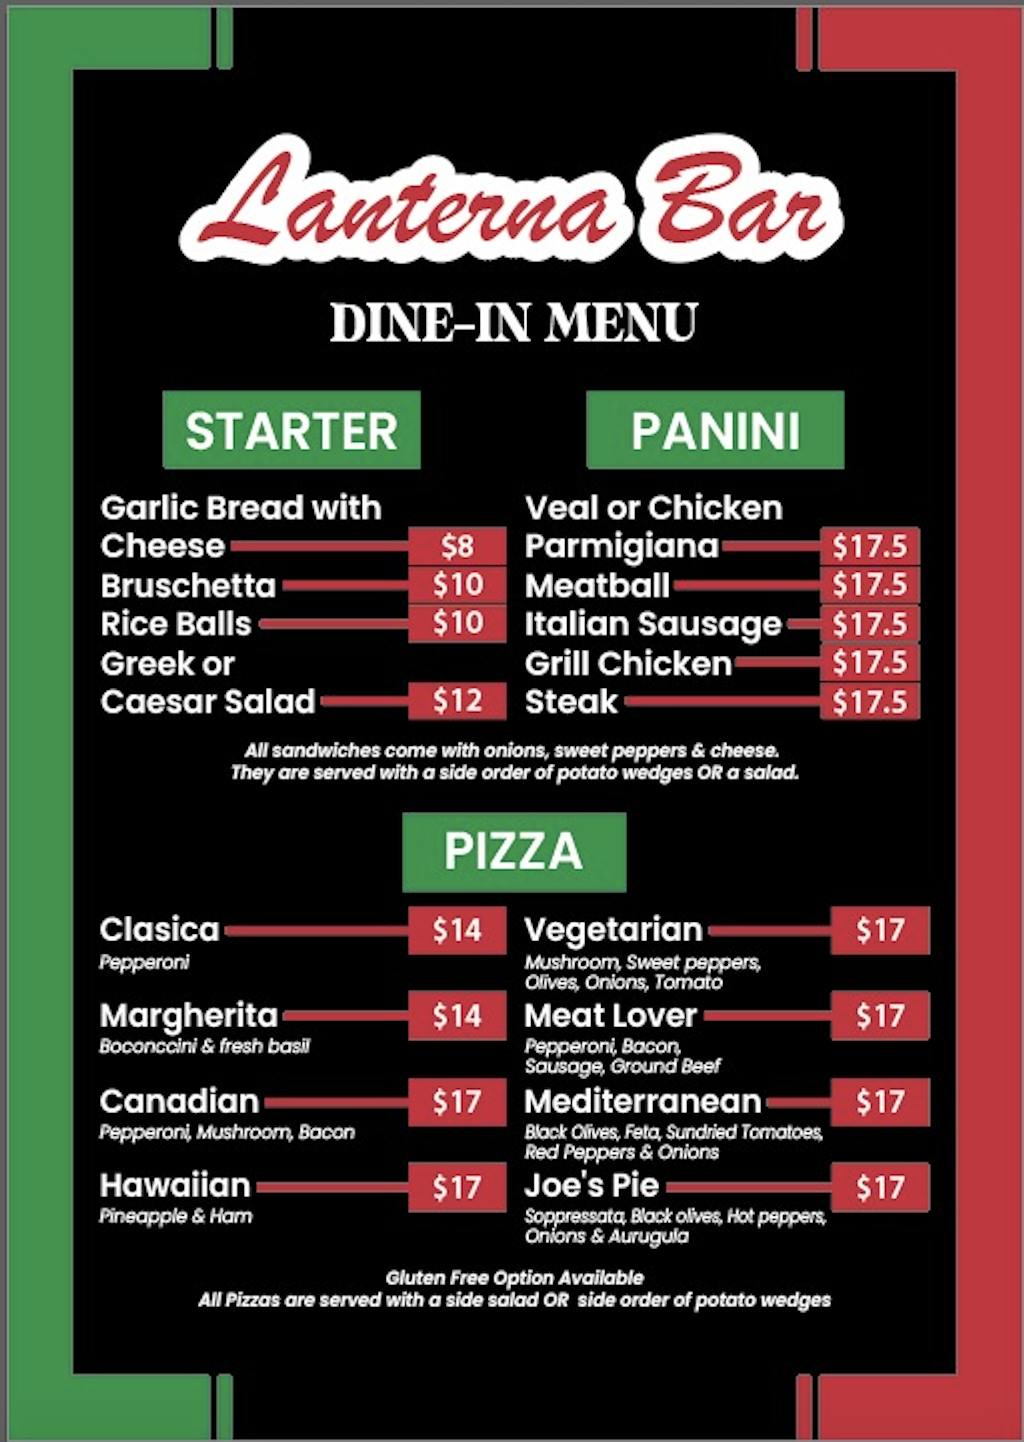 Lanterna Bar
DINE-IN MENU
STARTER
Garlic Bread with
Cheese $8
Bruschetta $10
Rice Balls $10
Greek or
Caesar Salad $12
PANINI
Veal or Chicken
Parmigiana $17.5
Meatball $17.5
Italian Sausage $17.5
Grill Chicken $17.5
Steak $17.5
All sandwiches come with onions, sweet peppers & cheese.
They are served with a side order of potato wedges OR a salad.
PIZZA
Clasica $14
Pepperoni
Margherita $14
Boconccini & fresh basil
Canadian $17
Pepperoni, Mushroom, Bacon
Hawaiian $17
Pineapple & Ham
Vegetarian $17
Mushroom, Sweet peppers,
Olives, Onions, Tomato
Meat Lover $17
Pepperoni, Bacon,
Sausage, Ground Beef
Mediterranean $17
Black Olives, Feta, Sundried Tomatoes,
Red Peppers & Onions
Joe's Pie $17
Soppressata, Black olives, Hot peppers,
Onions & Aurugula
Gluten Free Option Available
All Pizzas are served with a side salad OR side order of potato wedges